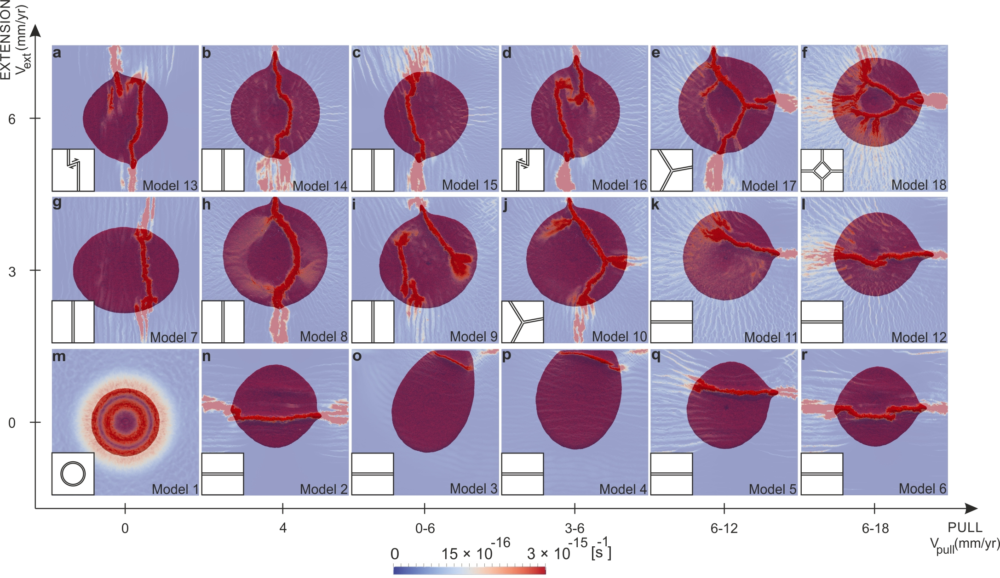 EXTENSION
Vext (mm/yr)
a
Model 13
b
Model 14
c
Model 15
d
Model 16
e
Model 17
f
Model 18
6
g
Model 7
h
Model 8
i
Model 9
j
Model 10
k
Model 11
l
Model 12
3
m
Model 1
n
Model 2
o
Model 3
p
Model 4
q
Model 5
r
Model 6
0
0 4 0-6 3-6 6-12 6-18 PULL
Vpull(mm/yr)
0 15 × 10-16 3 × 10-15 [s-1]